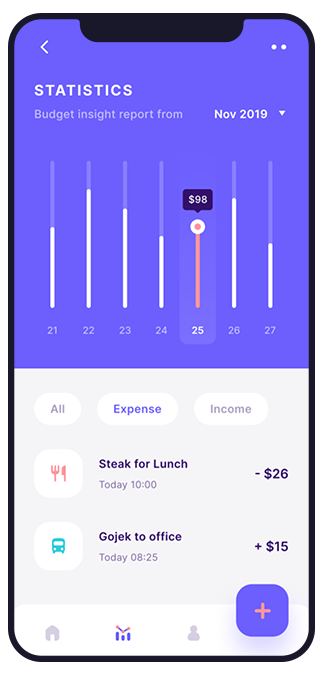 STATISTICS
Budget insight report from Nov 2019
$98
21 22 23 24 25 26 27
All Expense Income
Steak for Lunch
- $26
Today 10:00
Gojek to office
+ $15
Today 08:25